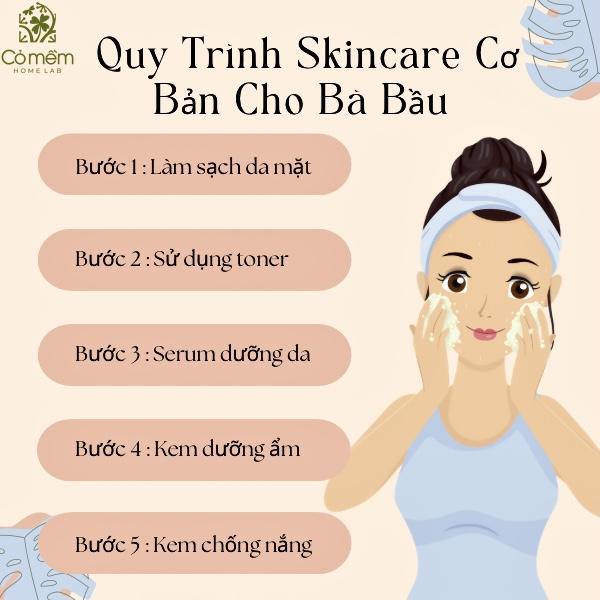 Cỏ mềm
HOME LAB
Quy Trình Skincare Cơ
Bản Cho Bà Bầu
Bước 1 : Làm sạch da mặt
Bước 2 : Sử dụng toner
Bước 3 : Serum dưỡng da
Bước 4 : Kem dưỡng ẩm
Bước 5 : Kem chống nắng